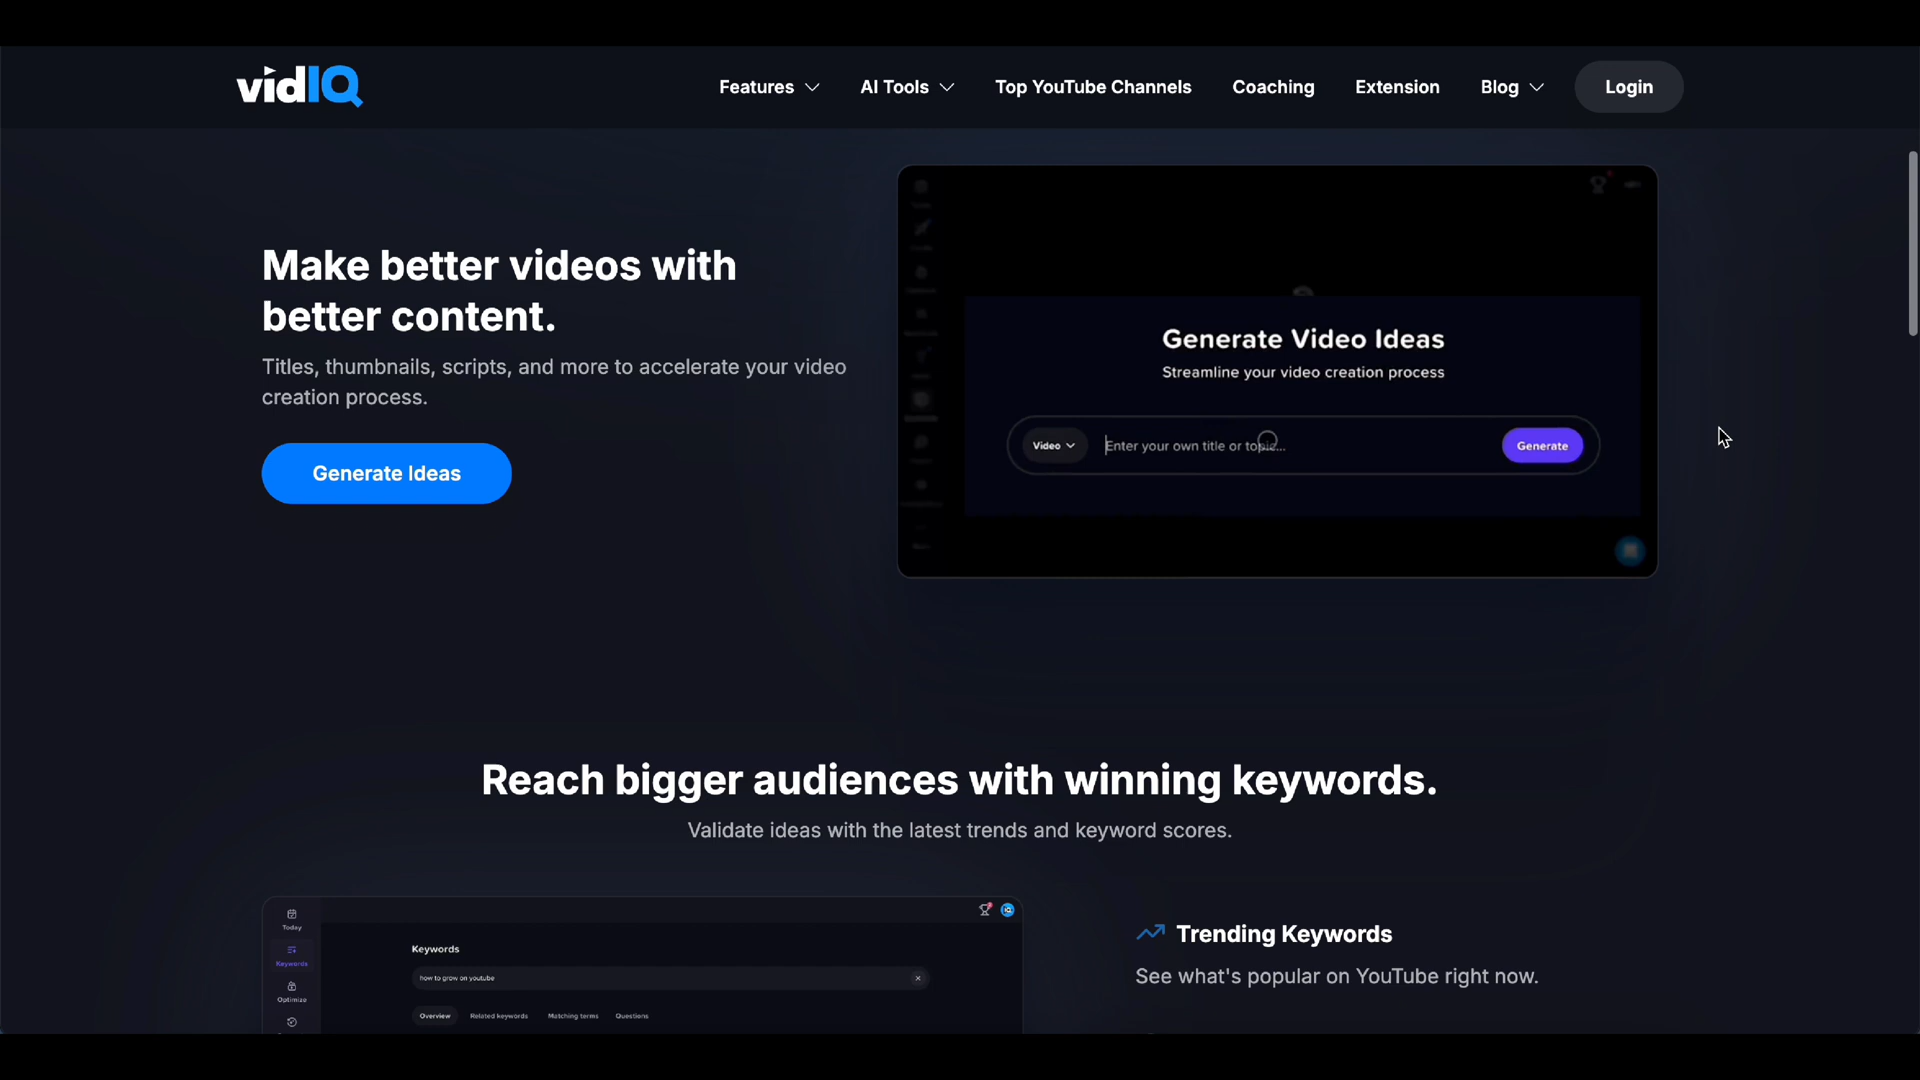 vidIQ
Features
AI Tools
Top YouTube Channels
Coaching
Extension
Blog
Login
Make better videos with
better content.
Titles, thumbnails, scripts, and more to accelerate your video
creation process.
Generate Ideas
Generate Video Ideas
Streamline your video creation process
Video
Enter your own title or topic...
Generate
Reach bigger audiences with winning keywords.
Validate ideas with the latest trends and keyword scores.
Today
Keywords
Optimize
Keywords
how to grow on youtube
Overview
Related keywords
Matching terms
Questions
Trending Keywords
See what's popular on YouTube right now.